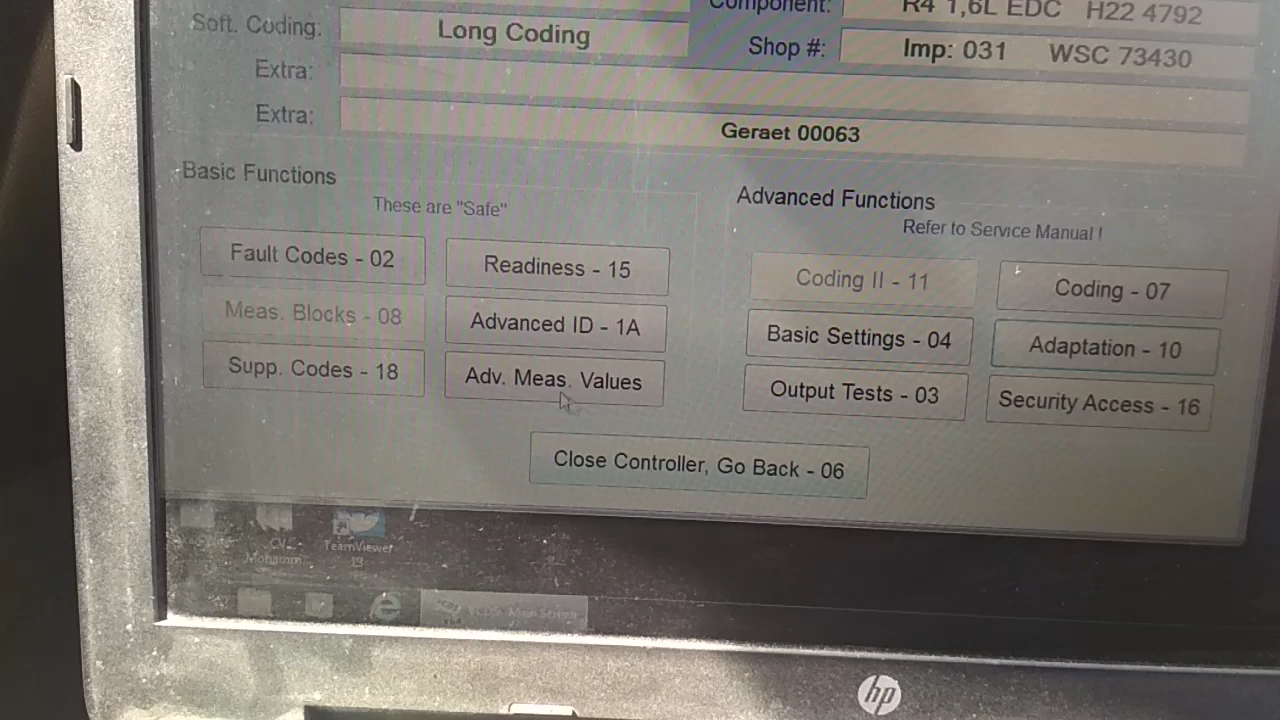 Soft. Coding:
Long Coding
Component:
R4 1,6L EDC H22 4792
Shop #:
Imp: 031 WSC 73430
Extra:
Extra:
Geraet 00063
Basic Functions
These are "Safe"
Fault Codes - 02
Readiness - 15
Meas. Blocks - 08
Advanced ID - 1A
Supp. Codes - 18
Adv. Meas. Values
Advanced Functions
Refer to Service Manual !
Coding II - 11
Coding - 07
Basic Settings - 04
Adaptation - 10
Output Tests - 03
Security Access - 16
Close Controller, Go Back - 06
CV...
Mohamm...
TeamViewer
13
hp